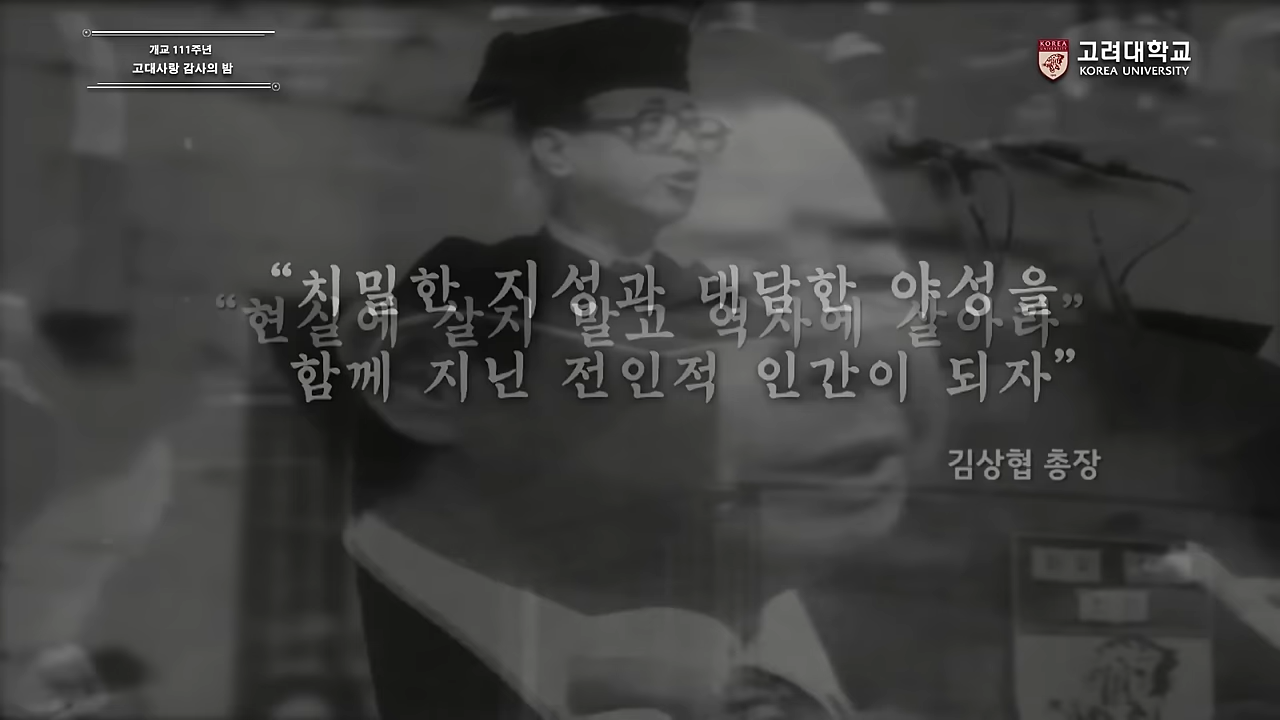 개교 111주년
고대사랑 감사의 밤
KOREA
UNIVERSITY
고려대학교
KOREA UNIVERSITY
“치밀한 지성과 대담한 야성을
“현실에 살지 말고 역사에 살아라”
함께 지닌 전인적 인간이 되자”
김상협 총장